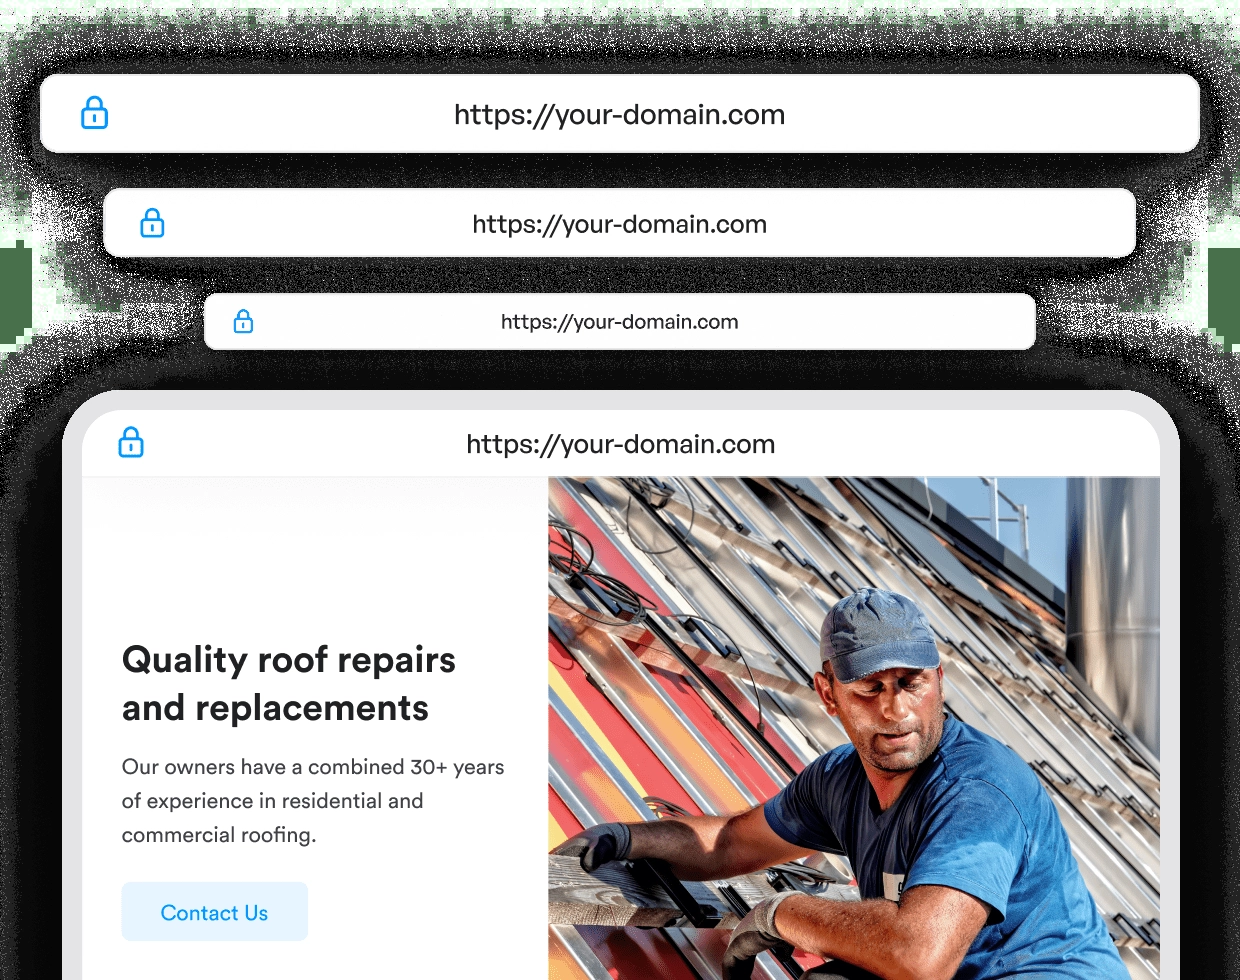 https://your-domain.com
https://your-domain.com
https://your-domain.com
https://your-domain.com
Quality roof repairs
and replacements
Our owners have a combined 30+ years
of experience in residential and
commercial roofing.
Contact Us